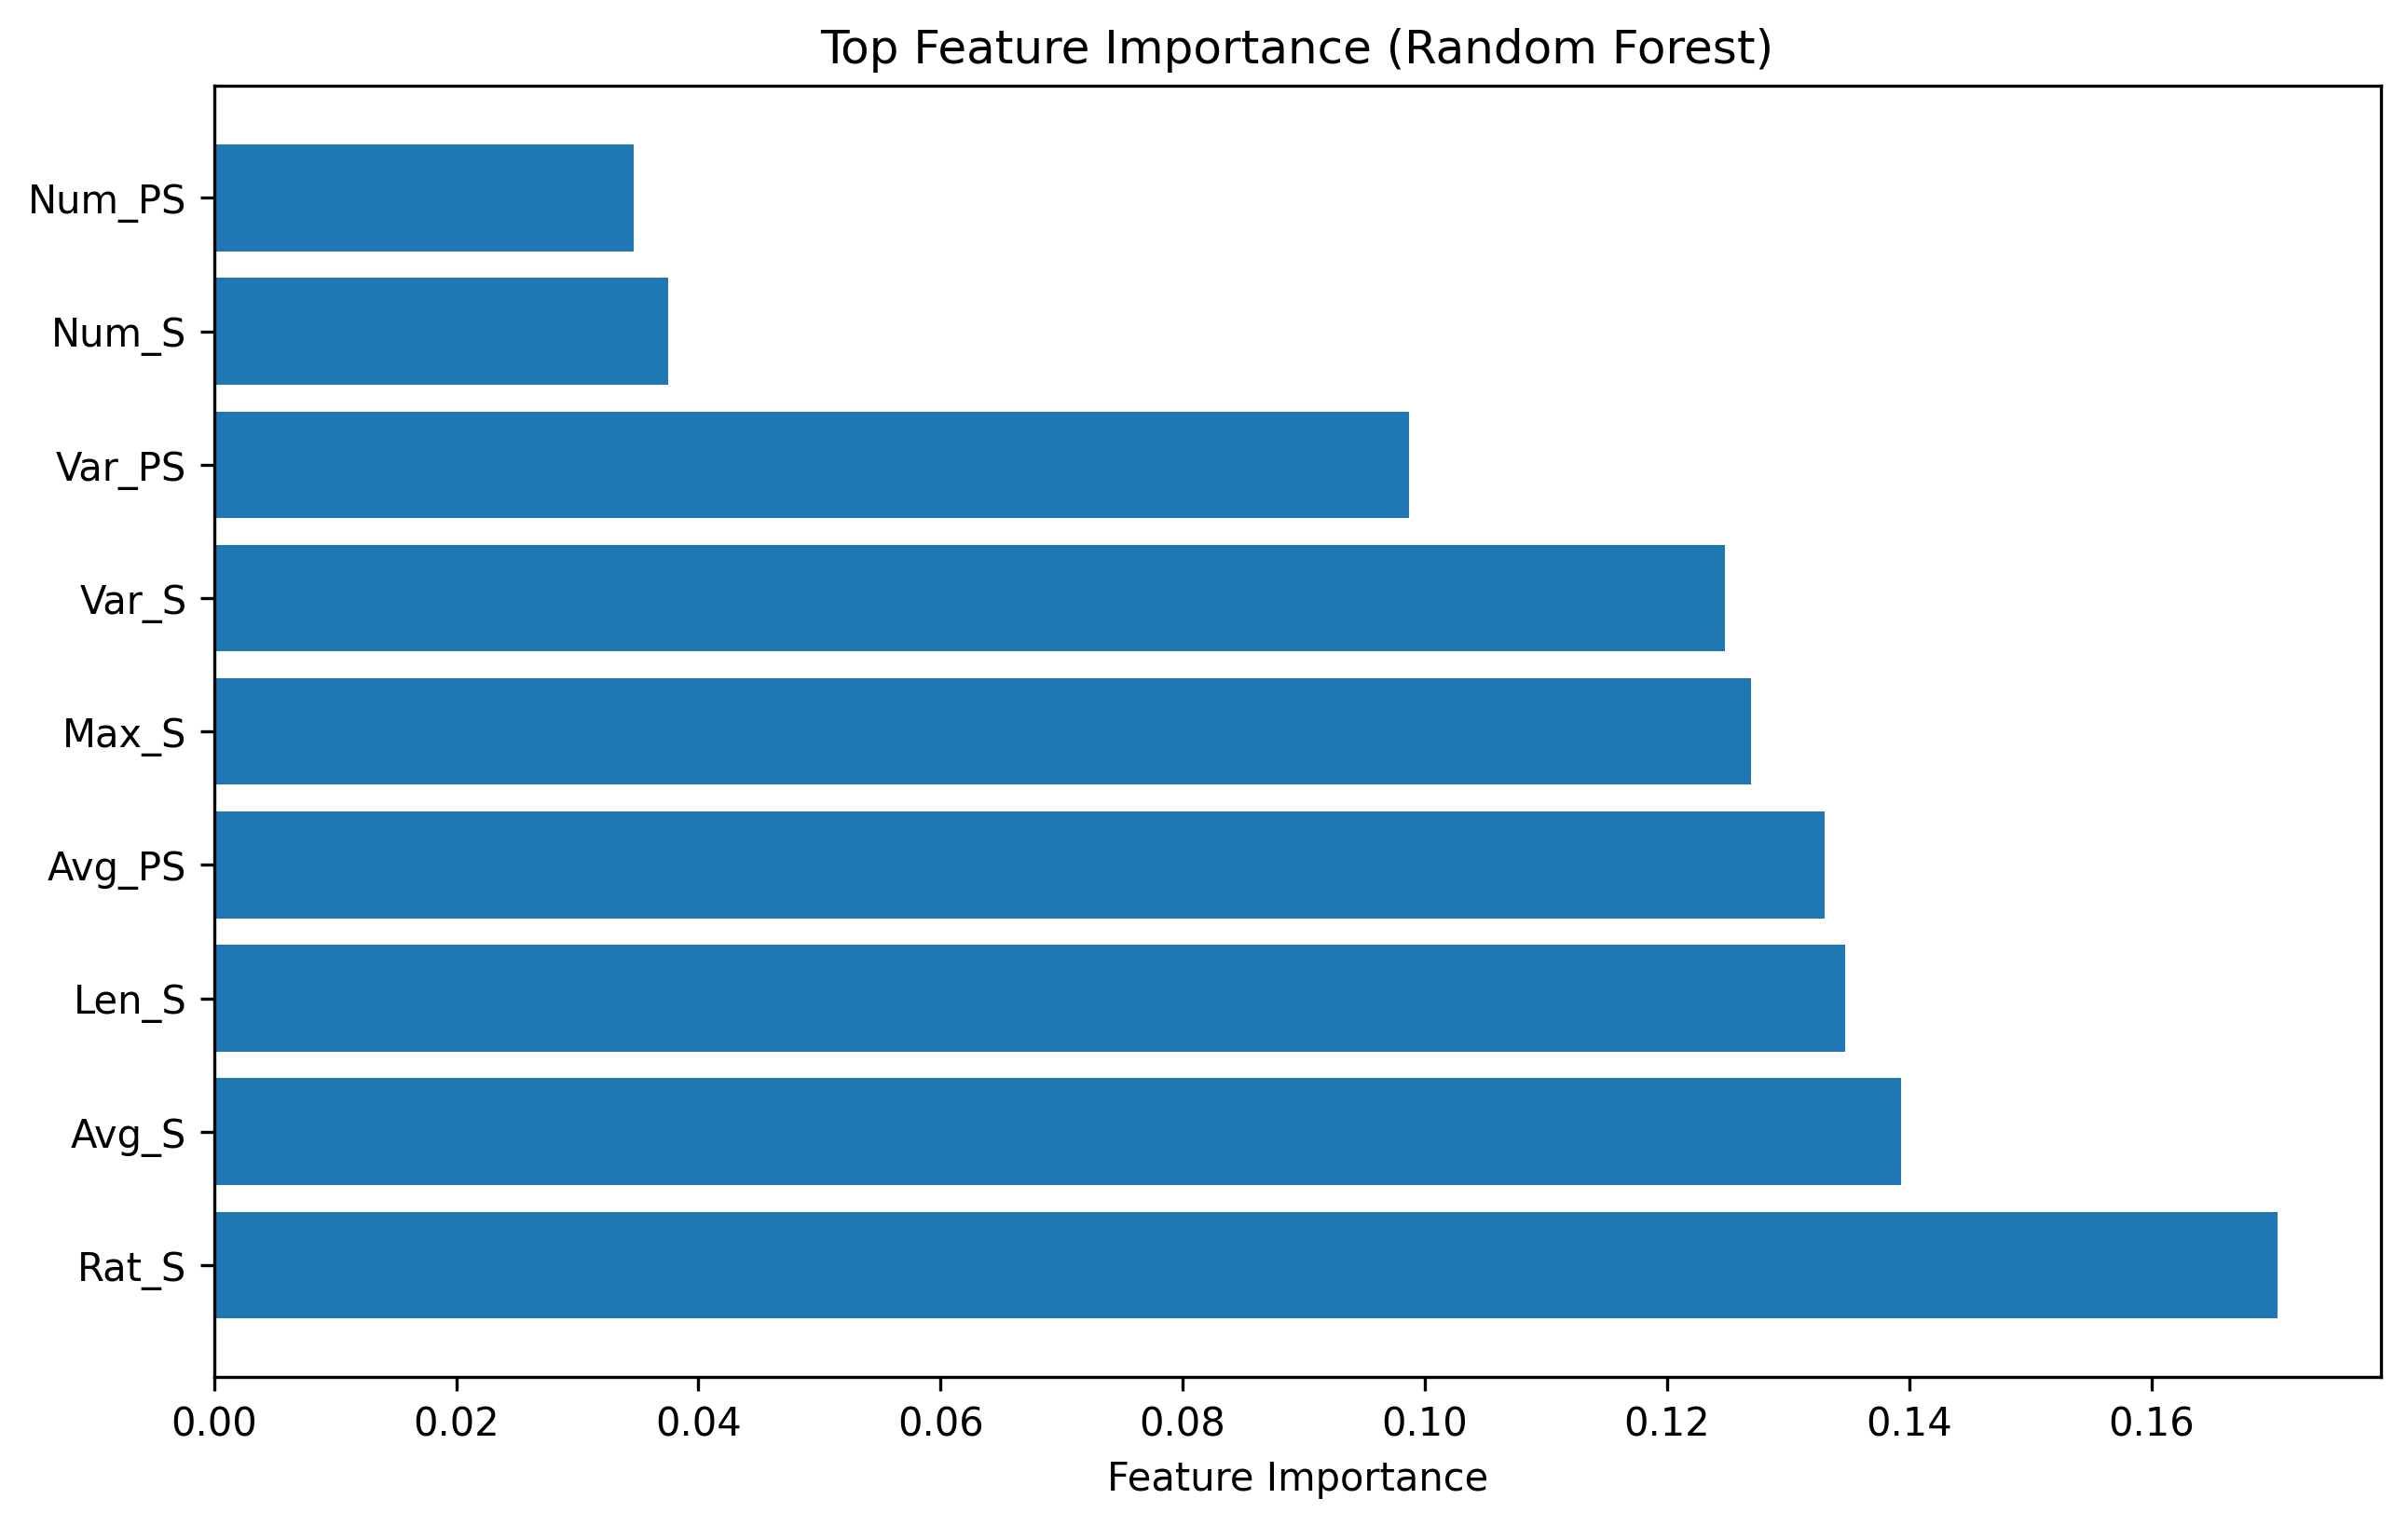 Top Feature Importance (Random Forest)
Num_PS
Num_S
Var_PS
Var_S
Max_S
Avg_PS
Len_S
Avg_S
Rat_S
0.00 0.02 0.04 0.06 0.08 0.10 0.12 0.14 0.16
Feature Importance